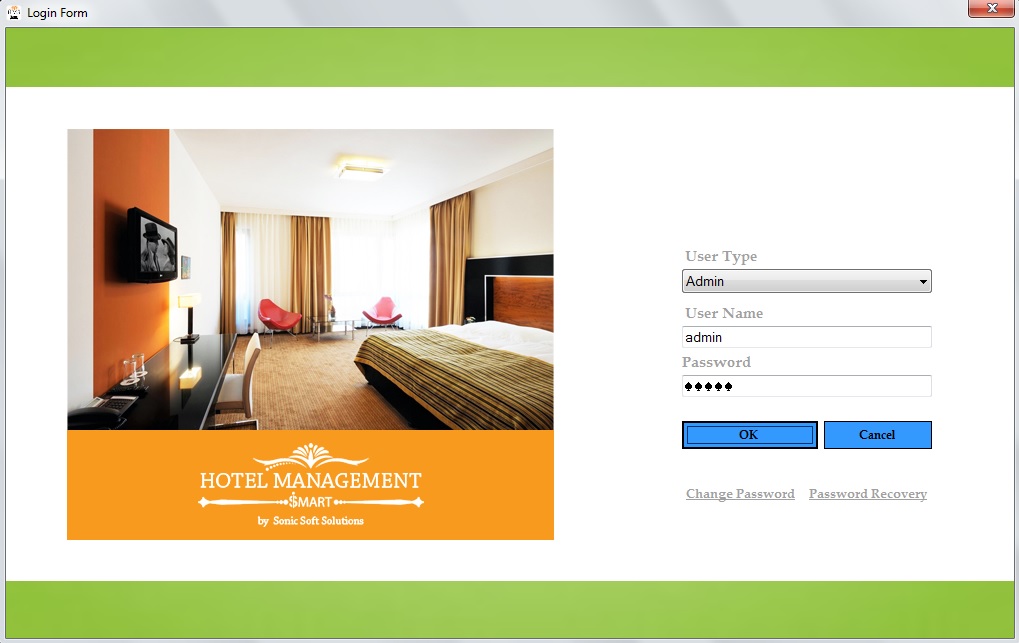 Login Form
User Type
Admin
User Name
admin
Password
OK
Cancel
Change Password
Password Recovery
HOTEL MANAGEMENT
$MART
by Sonic Soft Solutions